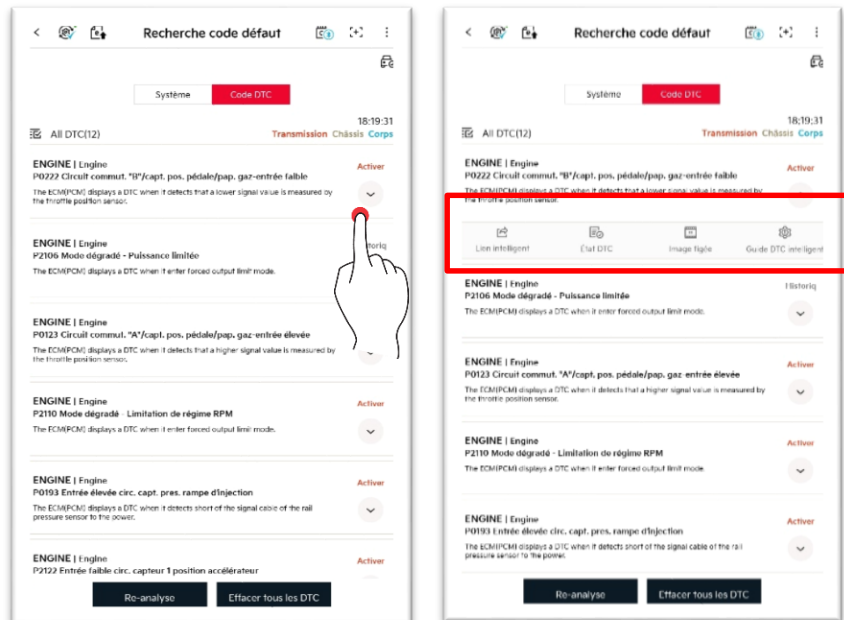 Recherche code défaut
Système
Code DTC
18:19:31
All DTC(12)
Transmission Châssis Corps
ENGINE | Engine
Activer
P0222 Circuit commut. "B"/capt. pos. pédale/pap. gaz-entrée faible
The ECM(PCM) displays a DTC when it detects that a lower signal value is measured by
the throttle position sensor.
ENGINE | Engine
P2106 Mode dégradé - Puissance limitée
The ECM(PCM) displays a DTC when it enter forced output limit mode.
ENGINE | Engine
P0123 Circuit commut. "A"/capt. pos. pédale/pap. gaz-entrée élevée
The ECM(PCM) displays a DTC when it detects that a higher signal value is measured by
the throttle position sensor.
ENGINE | Engine
Activer
P2110 Mode dégradé - Limitation de régime RPM
The ECM(PCM) displays a DTC when it enter forced output limit mode.
ENGINE | Engine
Activer
P0193 Entrée élevée circ. capt. pres. rampe d'injection
The ECM(PCM) displays a DTC when it detects short of the signal cable of the rail
pressure sensor to the power.
ENGINE | Engine
Activer
P2122 Entrée faible circ. capteur 1 position accélérateur
Re-analyse
Effacer tous les DTC
Recherche code défaut
Système
Code DTC
18:19:31
All DTC(12)
Transmission Châssis Corps
ENGINE | Engine
Activer
P0222 Circuit commut. "B"/capt. pos. pédale/pap. gaz-entrée faible
The ECM(PCM) displays a DTC when it detects that a lower signal value is measured by
the throttle position sensor.
Lien intelligent
État DTC
Image figée
Guide DTC intelligent
ENGINE | Engine
Historiq
P2106 Mode dégradé - Puissance limitée
The ECM(PCM) displays a DTC when it enter forced output limit mode.
ENGINE | Engine
Activer
P0123 Circuit commut. "A"/capt. pos. pédale/pap. gaz-entrée élevée
The ECM(PCM) displays a DTC when it detects that a higher signal value is measured by
the throttle position sensor.
ENGINE | Engine
Activer
P2110 Mode dégradé - Limitation de régime RPM
The ECM(PCM) displays a DTC when it enter forced output limit mode.
ENGINE | Engine
Activer
P0193 Entrée élevée circ. capt. pres. rampe d'injection
The ECM(PCM) displays a DTC when it detects short of the signal cable of the rail
pressure sensor to the power.
Re-analyse
Effacer tous les DTC